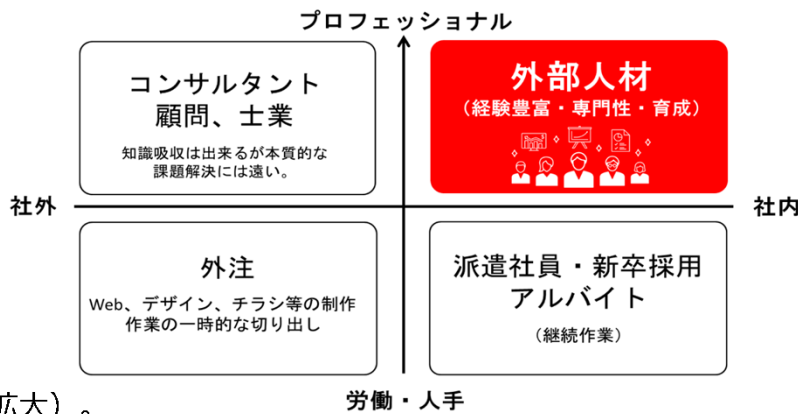 プロフェッショナル
コンサルタント
顧問、士業
知識吸収は出来るが本質的な
課題解決には遠い。
外部人材
（経験豊富・専門性・育成）
社外
社内
外注
Web、デザイン、チラシ等の制作
作業の一時的な切り出し
派遣社員・新卒採用
アルバイト
（継続作業）
労働・人手
拡大）。